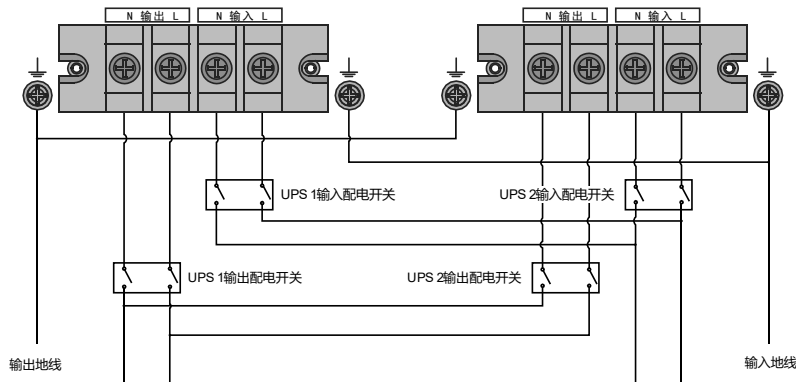 N 输出 L N 输入 L
N 输出 L N 输入 L
UPS 1输入配电开关
UPS 2输入配电开关
UPS 1输出配电开关
UPS 2输出配电开关
输出地线
输入地线